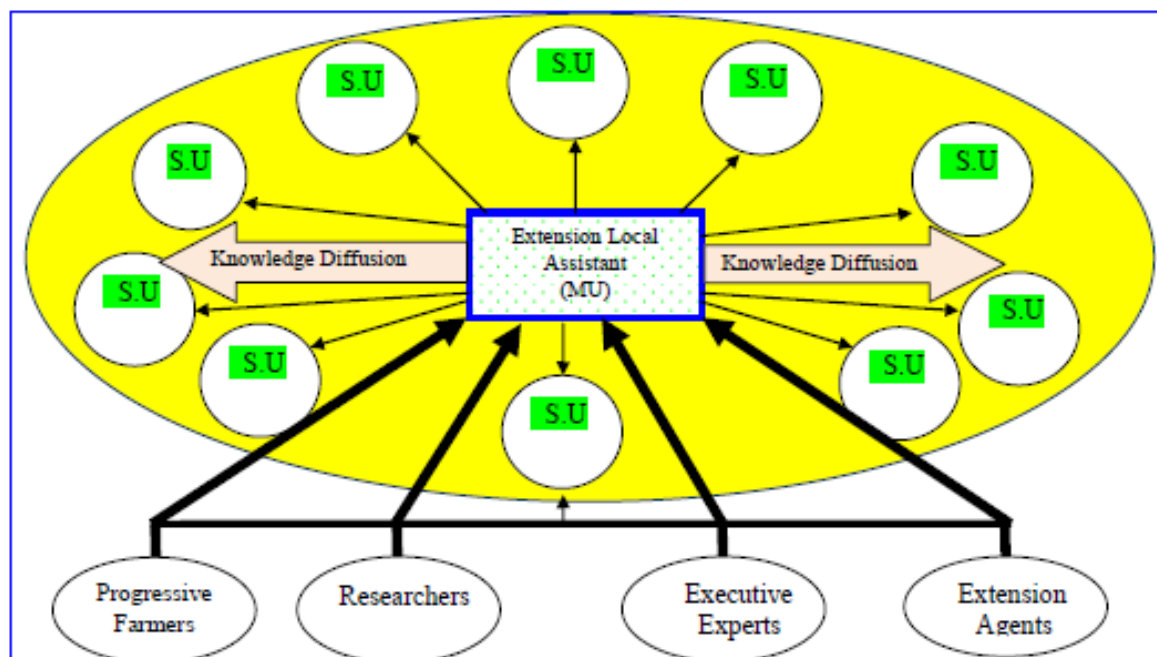 S.U
S.U
S.U
S.U
S.U
Extension Local
Assistant
(MU)
Knowledge Diffusion
Knowledge Diffusion
S.U
S.U
S.U
S.U
S.U
Progressive
Farmers
Researchers
Executive
Experts
Extension
Agents